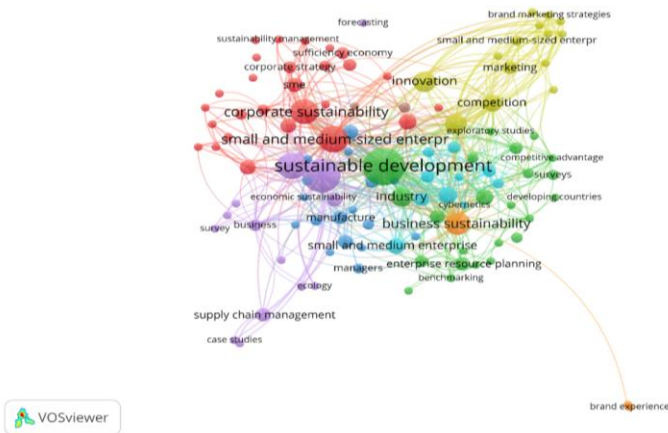 brand marketing strategies
forecasting
sustainability management
small and medium-sized enterpr
sufficiency economy
corporate strategy
marketing
innovation
sme
competition
corporate sustainability
exploratory studies
small and medium-sized enterpr
competitive advantage
sustainable development
surveys
economic sustainability
industry
developing countries
cybernetics
manufacture
business sustainability
survey
business
small and medium enterprise
enterprise resource planning
managers
benchmarking
ecology
supply chain management
case studies
brand experience
VOSviewer